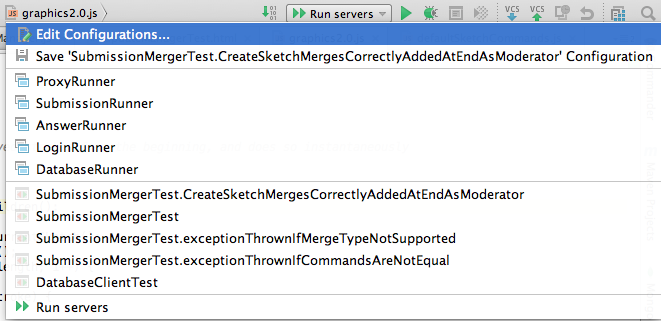 graphics2.0.js
Run servers
VCS
VCS
Edit Configurations...
Save 'SubmissionMergerTest.CreateSketchMergesCorrectlyAddedAtEndAsModerator' Configuration
ProxyRunner
SubmissionRunner
AnswerRunner
LoginRunner
DatabaseRunner
SubmissionMergerTest.CreateSketchMergesCorrectlyAddedAtEndAsModerator
SubmissionMergerTest
SubmissionMergerTest.exceptionThrownIfMergeTypeNotSupported
SubmissionMergerTest.exceptionThrownIfCommandsAreNotEqual
DatabaseClientTest
Run servers